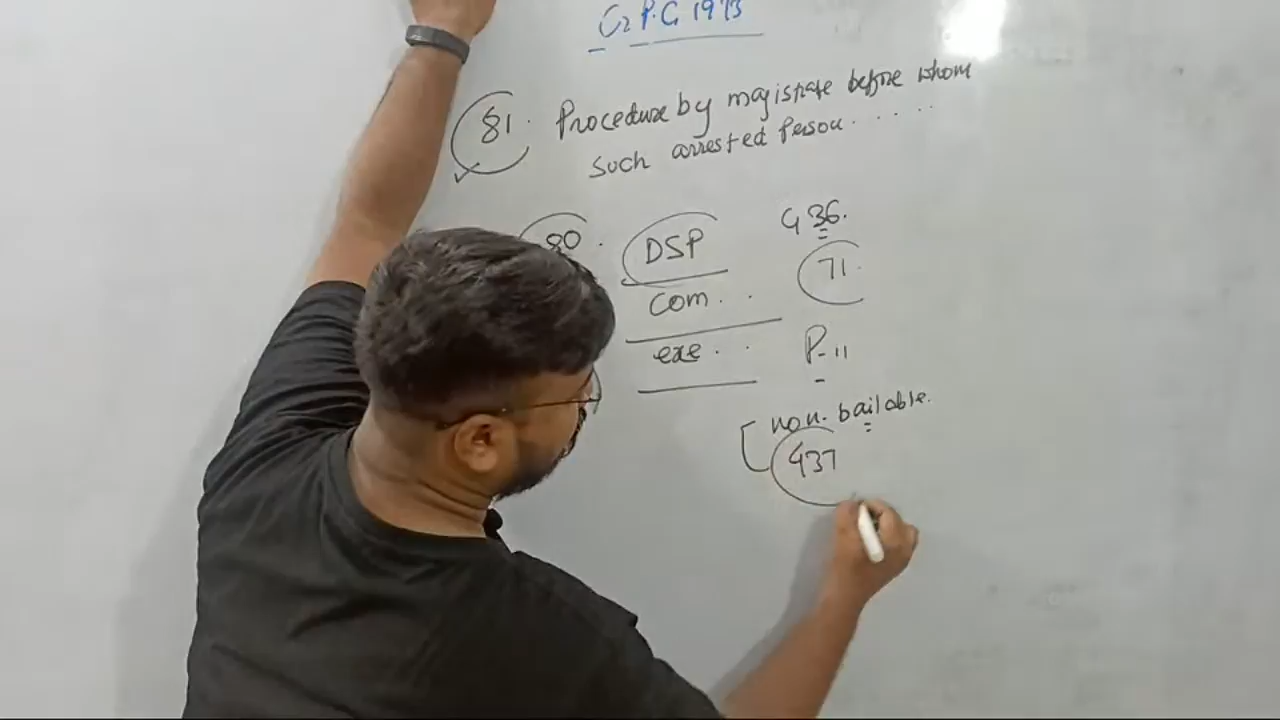 Cr P.C 1973
81. Procedure by magistrate before whom
such arrested Person......
80. DSP 436.
com... 71.
exe... P-11
non.bailable.
437